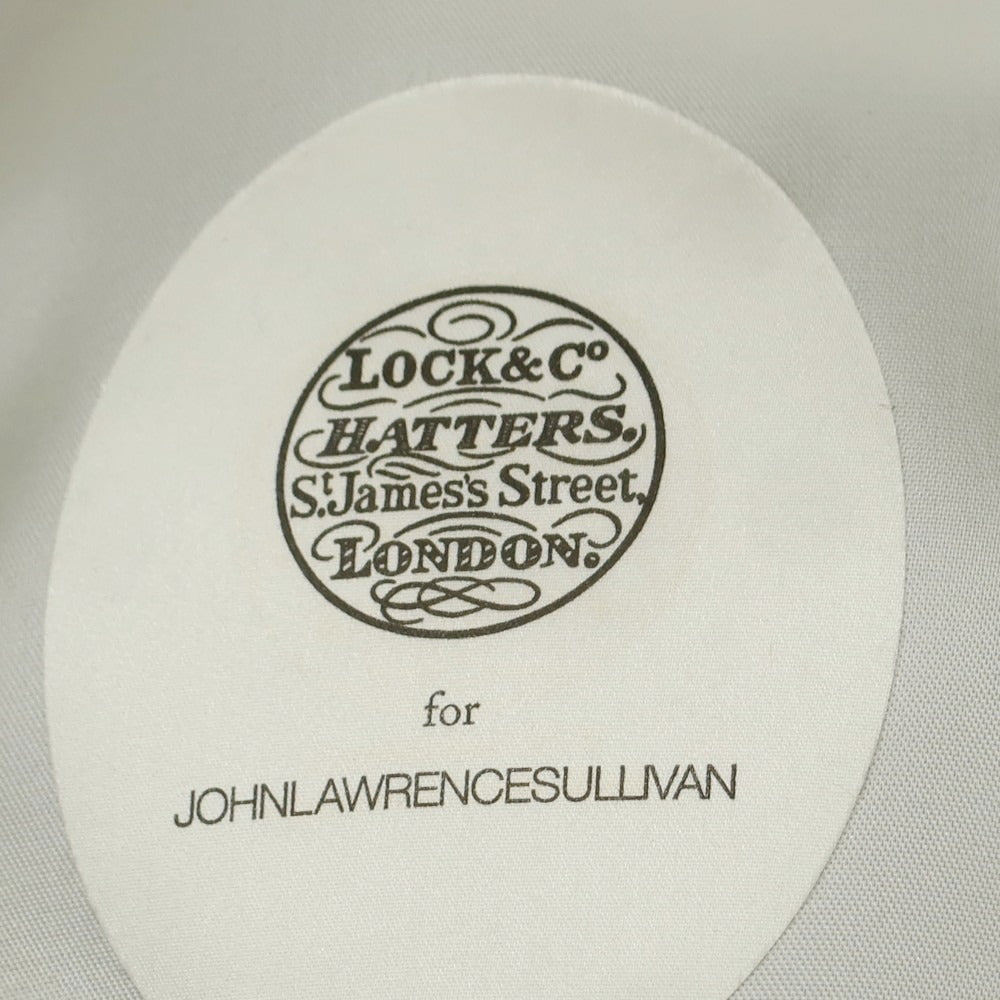 LOCK & Cº
HATTERS.
St. James's Street,
LONDON.
for
JOHNLAWRENCESULLIVAN